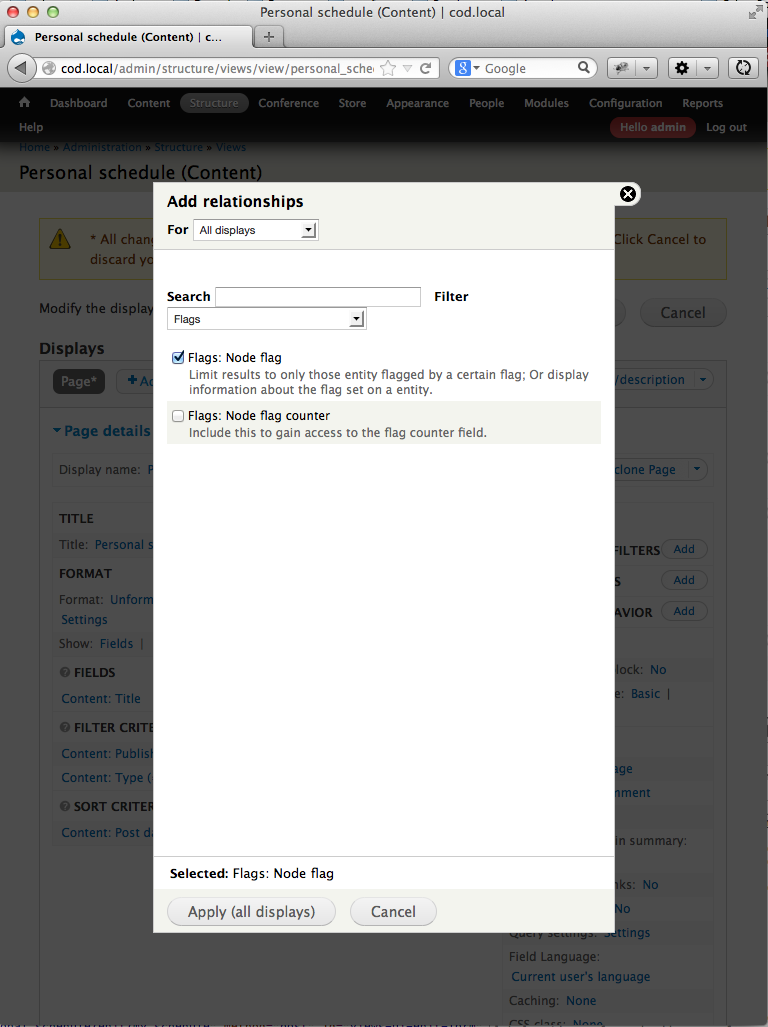 Personal schedule (Content) | cod.local
Personal schedule (Content) | c...
cod.local/admin/structure/views/view/personal_sche
Google
Dashboard Content Structure Conference Store Appearance People Modules Configuration Reports
Help Hello admin Log out
Home » Administration » Structure » Views
Personal schedule (Content)
Add relationships
For All displays
* All chan
Click Cancel to
discard yo
Search Filter
Modify the display
Cancel
Flags
Displays
Flags: Node flag
Limit results to only those entity flagged by a certain flag; Or display
information about the flag set on a entity.
Page*
/description
Flags: Node flag counter
Include this to gain access to the flag counter field.
Page details
Display name:
clone Page
TITLE
Title: Personal s
FILTERS Add
FORMAT
S Add
Format: Unform
Settings
AVIOR Add
Show: Fields |
FIELDS
lock: No
Content: Title
e: Basic |
FILTER CRITE
Content: Publish
age
Content: Type (
nment
SORT CRITER
Content: Post da
in summary:
Selected: Flags: Node flag
nks: No
Apply (all displays) Cancel
No
Query settings: Settings
Field Language:
Current user's language
Caching: None
CSS class: None